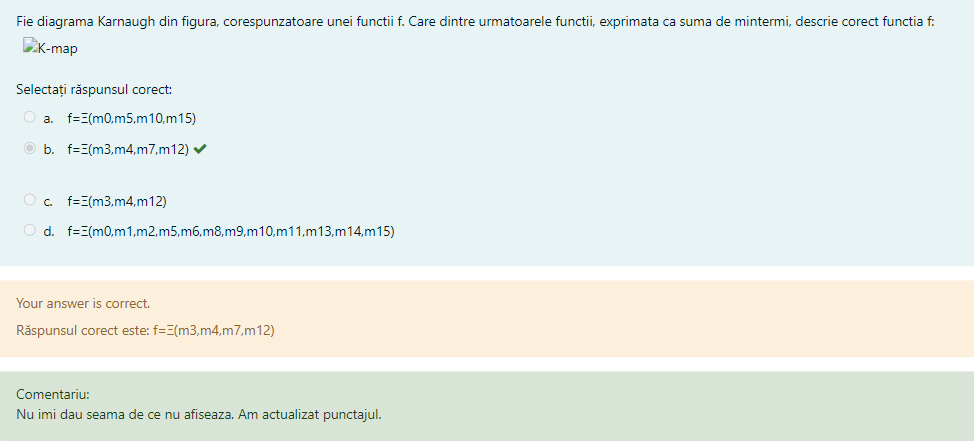 Fie diagrama Karnaugh din figura, corespunzatoare unei functii f. Care dintre urmatoarele functii, exprimata ca suma de mintermi, descrie corect functia f:
K-map
Selectați răspunsul corect:
a. f=Ξ(m0,m5,m10,m15)
b. f=Ξ(m3,m4,m7,m12)
c. f=Ξ(m3,m4,m12)
d. f=Ξ(m0,m1,m2,m5,m6,m8,m9,m10,m11,m13,m14,m15)
Your answer is correct.
Răspunsul corect este: f=Ξ(m3,m4,m7,m12)
Comentariu:
Nu imi dau seama de ce nu afiseaza. Am actualizat punctajul.